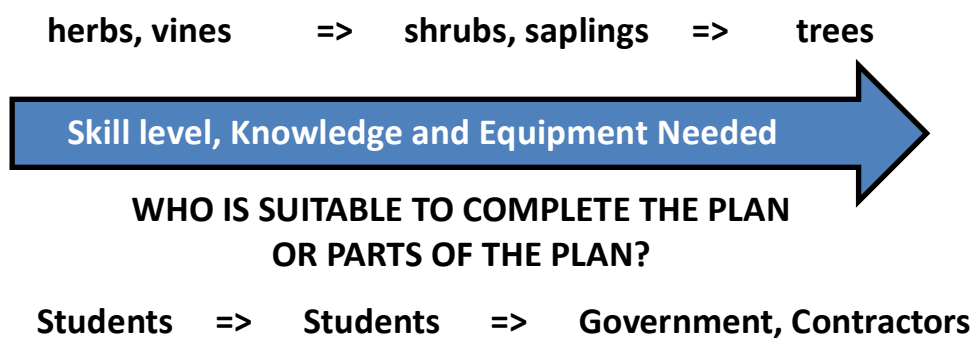 herbs, vines => shrubs, saplings => trees
Skill level, Knowledge and Equipment Needed
WHO IS SUITABLE TO COMPLETE THE PLAN
OR PARTS OF THE PLAN?
Students => Students => Government, Contractors